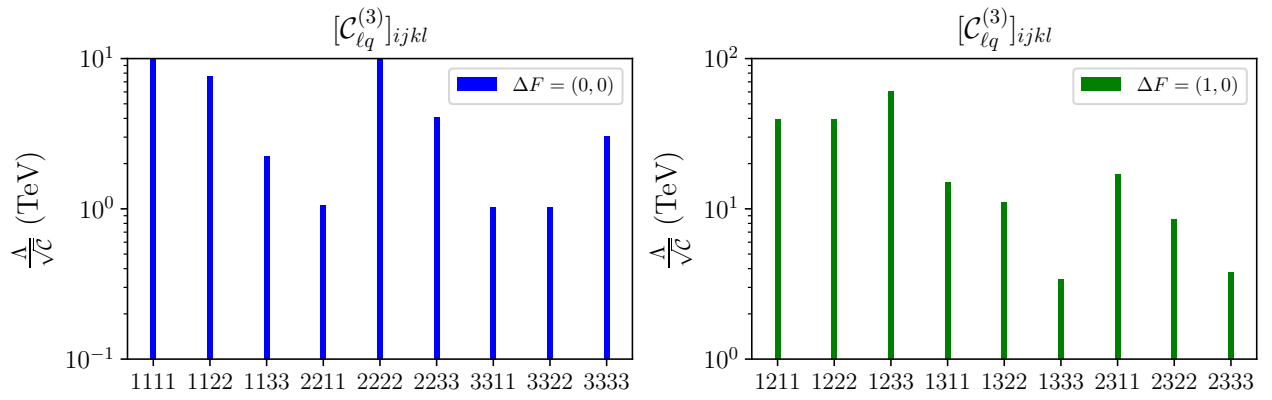 [𝒞_{ℓq}^{(3)}]_{ijkl}
ΔF = (0, 0)
Λ/√𝒞 (TeV)
10^1
10^0
10^{-1}
1111 1122 1133 2211 2222 2233 3311 3322 3333
[𝒞_{ℓq}^{(3)}]_{ijkl}
ΔF = (1, 0)
Λ/√𝒞 (TeV)
10^2
10^1
10^0
1211 1222 1233 1311 1322 1333 2311 2322 2333